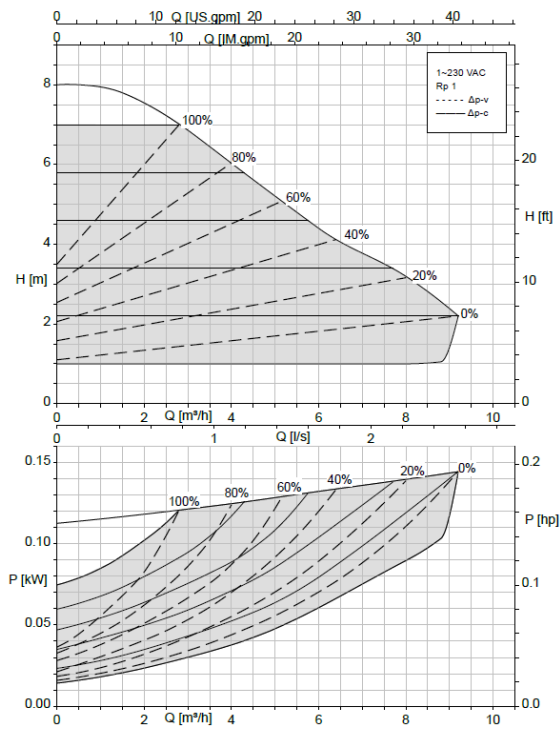 0 10 Q [US.gpm] 20 30 40
0 10 Q [IM.gpm] 20 30
1~230 VAC
Rp 1
Δp-v
Δp-c
8
6
4
H [m]
2
0
100%
80%
60%
40%
20%
0%
20
H [ft]
10
0
0 2 Q [m³/h] 4 6 8 10
0 1 Q [l/s] 2
0.15
0.10
P [kW]
0.05
0.00
100%
80%
60%
40%
20%
0%
0.2
P [hp]
0.1
0.0
0 2 Q [m³/h] 4 6 8 10